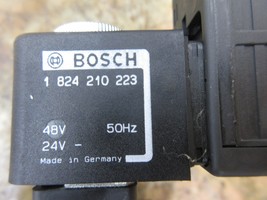 BOSCH
1 824 210 223
48V 50Hz
24V -
Made in Germany